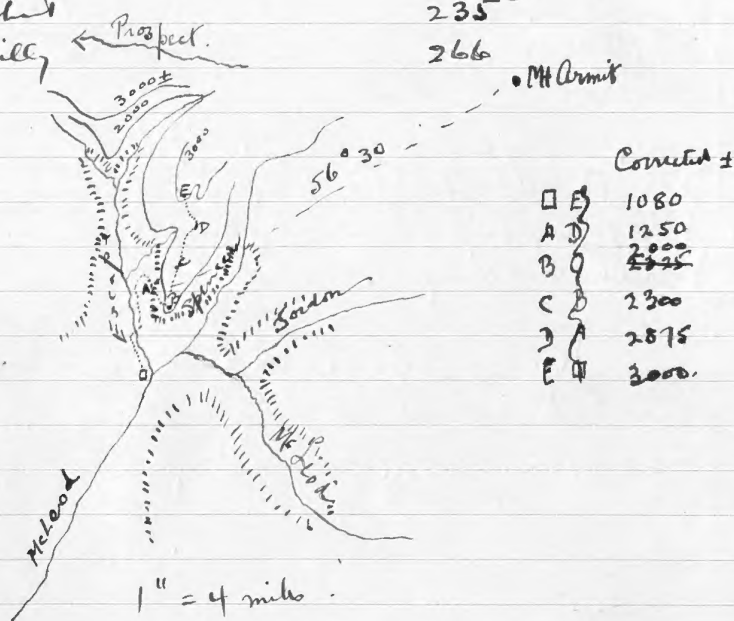 235
← Prospect.
266
• Mt Armit
3000 ±
2000
3000
56° 30
Corrected ±
E
D
C
B
A
□ E 1080
A D 1250
B C 2000 2325
C B 2300
D A 2875
E □ 3000.
McLeod
1" = 4 miles.